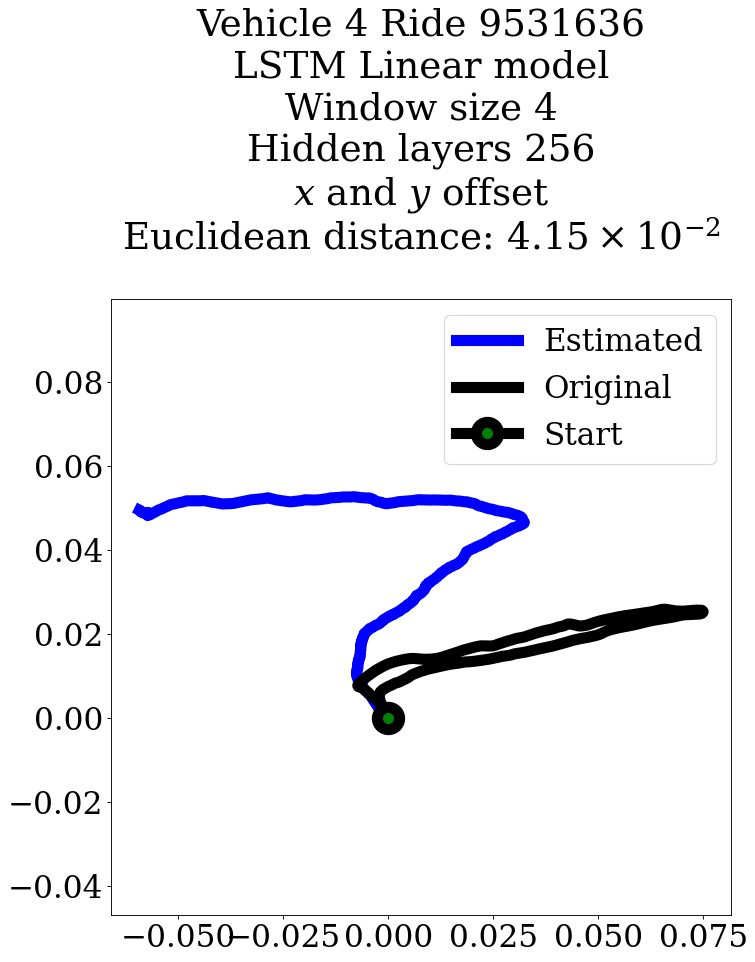 Vehicle 4 Ride 9531636
LSTM Linear model
Window size 4
Hidden layers 256
x and y offset
Euclidean distance: 4.15 × 10⁻²
Estimated
Original
Start
0.08
0.06
0.04
0.02
0.00
−0.02
−0.04
−0.050 −0.025 0.000 0.025 0.050 0.075